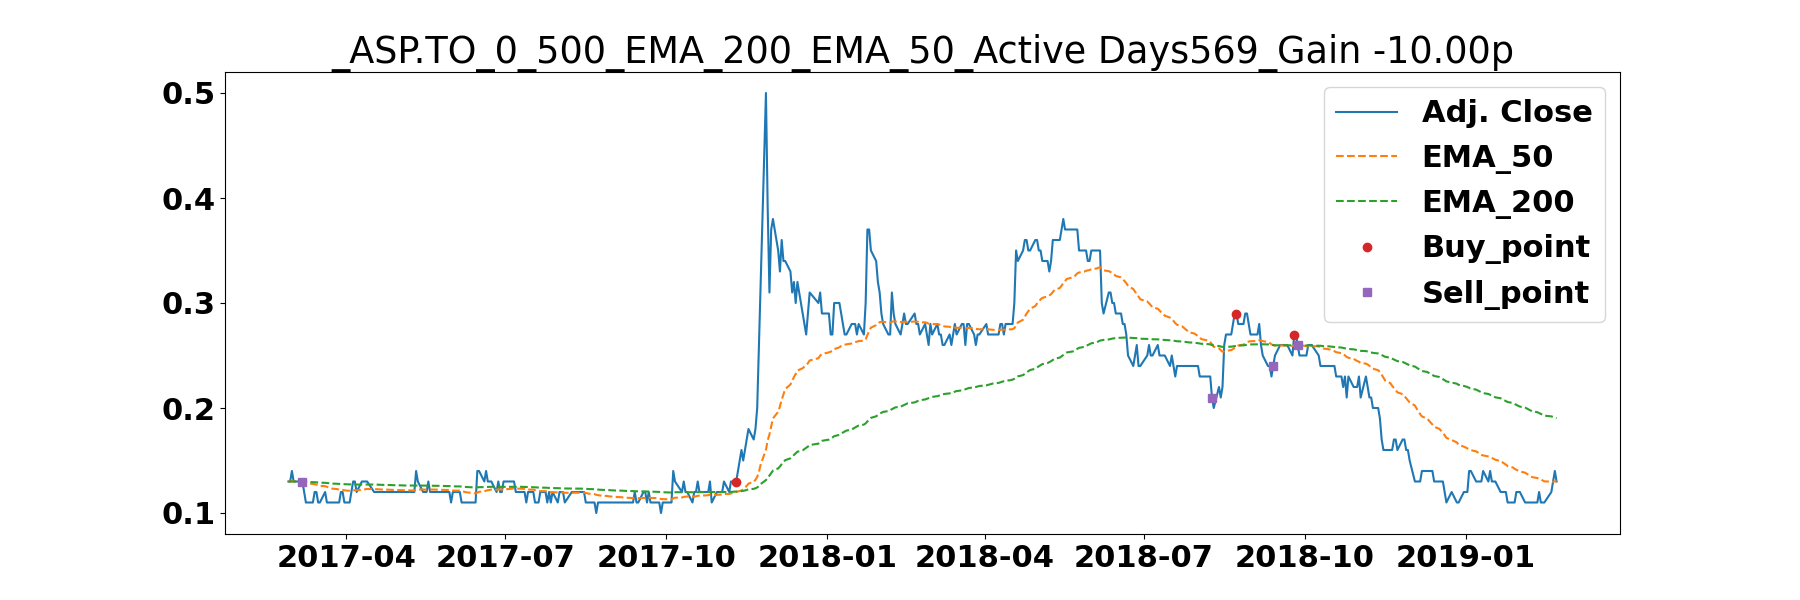 _ASP.TO_0_500_EMA_200_EMA_50_Active Days569_Gain -10.00p
0.5
0.4
0.3
0.2
0.1
Adj. Close
EMA_50
EMA_200
Buy_point
Sell_point
2017-04 2017-07 2017-10 2018-01 2018-04 2018-07 2018-10 2019-01